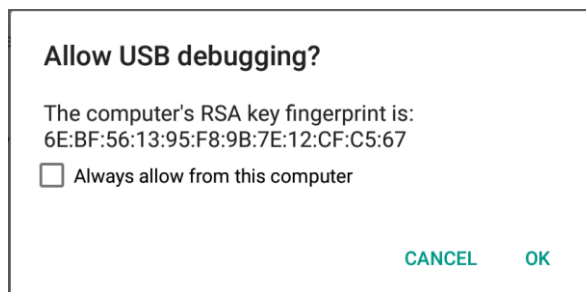 Allow USB debugging?
The computer's RSA key fingerprint is:
6E:BF:56:13:95:F8:9B:7E:12:CF:C5:67
Always allow from this computer
CANCEL OK